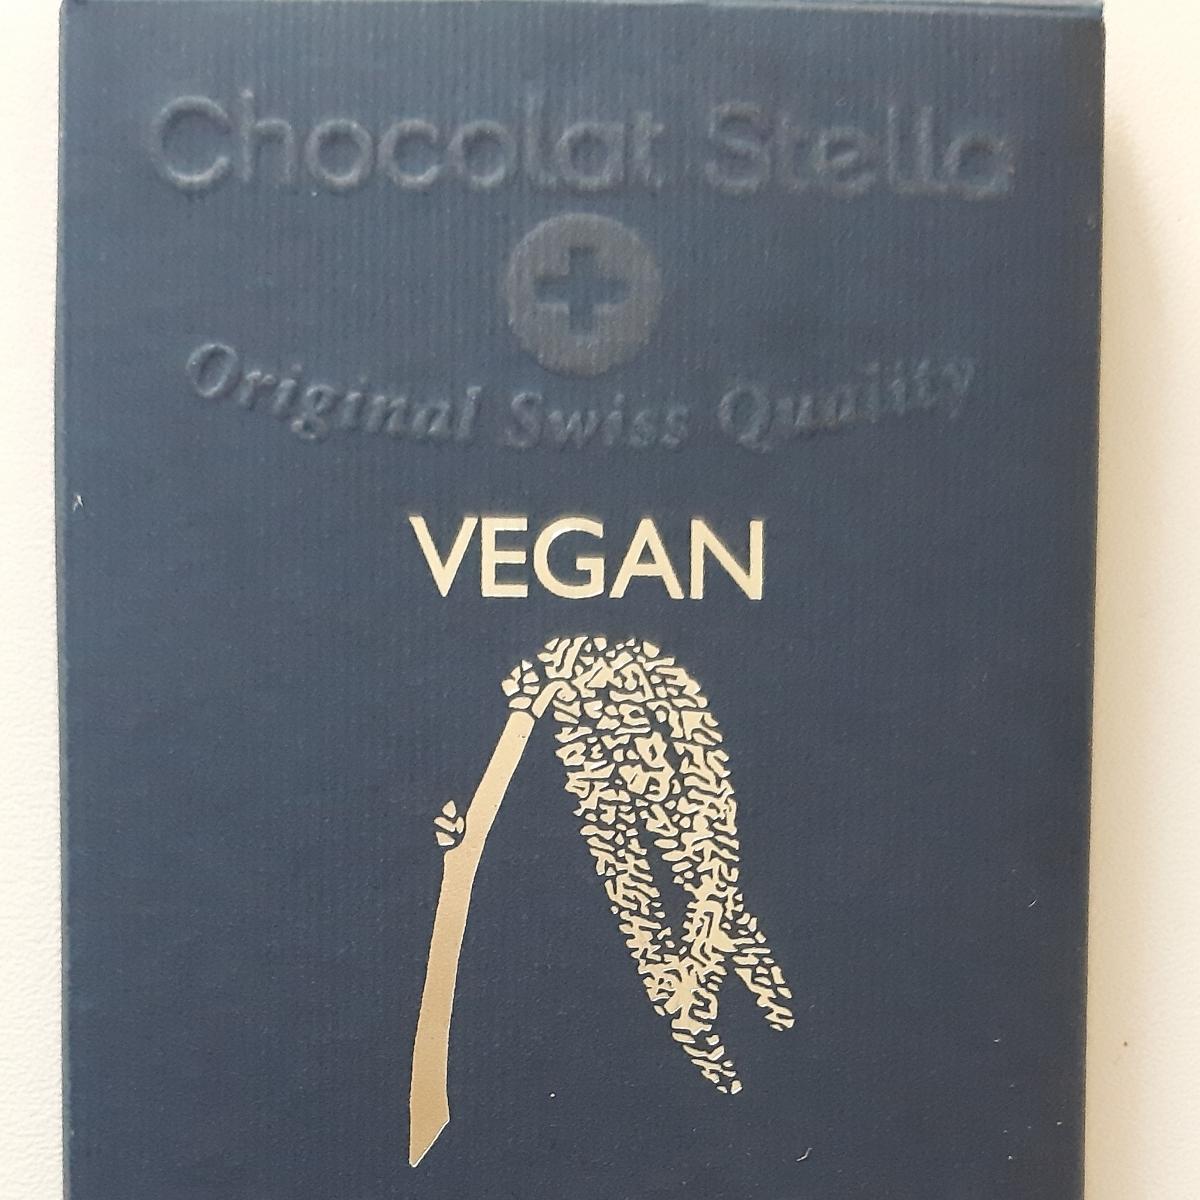 Chocolat Stella
Original Swiss Quality
VEGAN